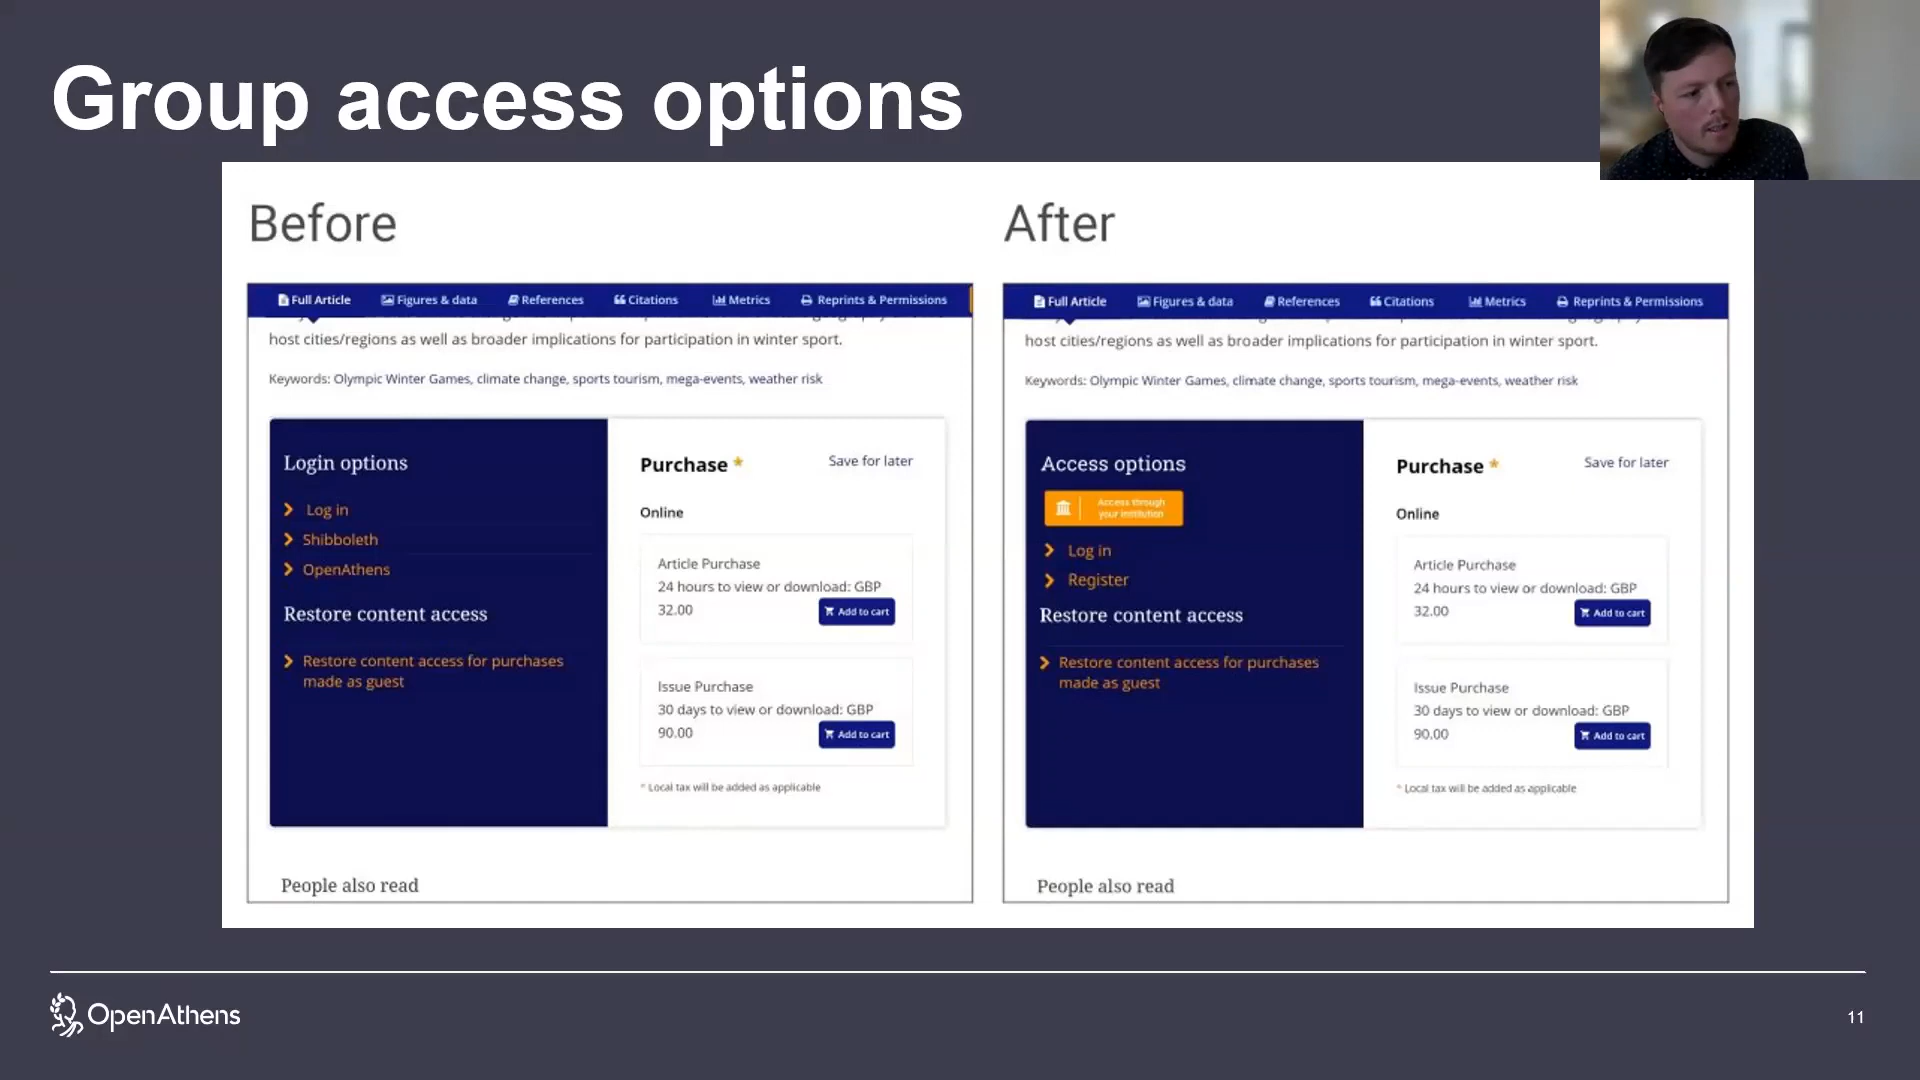 Group access options
Before
Full Article Figures & data References Citations Metrics Reprints & Permissions
host cities/regions as well as broader implications for participation in winter sport.
Keywords: Olympic Winter Games, climate change, sports tourism, mega-events, weather risk
Login options
Log in
Shibboleth
OpenAthens
Restore content access
Restore content access for purchases
made as guest
Purchase *
Save for later
Online
Article Purchase
24 hours to view or download: GBP
32.00
Add to cart
Issue Purchase
30 days to view or download: GBP
90.00
Add to cart
* Local tax will be added as applicable
People also read
After
Full Article Figures & data References Citations Metrics Reprints & Permissions
host cities/regions as well as broader implications for participation in winter sport.
Keywords: Olympic Winter Games, climate change, sports tourism, mega-events, weather risk
Access options
Access through
your institution
Log in
Register
Restore content access
Restore content access for purchases
made as guest
Purchase *
Save for later
Online
Article Purchase
24 hours to view or download: GBP
32.00
Add to cart
Issue Purchase
30 days to view or download: GBP
90.00
Add to cart
* Local tax will be added as applicable
People also read
OpenAthens
11